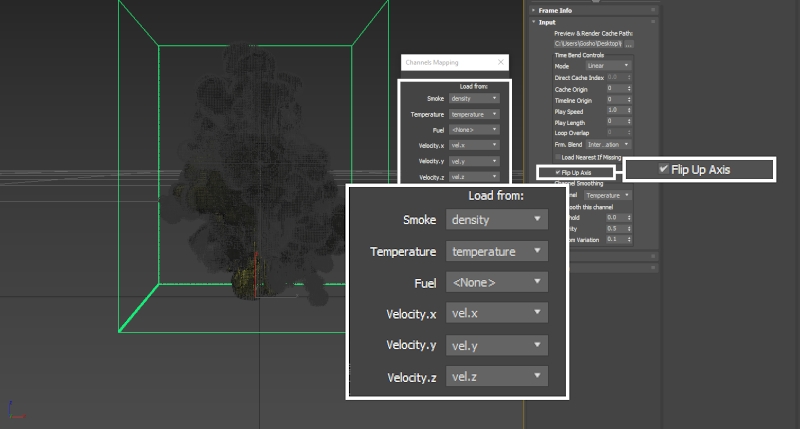 Channels Mapping
Load from:
Smoke density
Temperature temperature
Fuel <None>
Velocity.x vel.x
Velocity.y vel.y
Velocity.z vel.z
Load from:
Smoke density
Temperature temperature
Fuel <None>
Velocity.x vel.x
Velocity.y vel.y
Velocity.z vel.z
Frame Info
Input
Preview & Render Cache Path:
C:\Users\Gosho\Desktop\ ...
Time Bend Controls
Mode Linear
Direct Cache Index 0.0
Cache Origin 0
Timeline Origin 0
Play Speed 1.0
Play Length 0
Loop Overlap 0
Frm. Blend Inter...ation
Load Nearest If Missing
Flip Up Axis
Flip Up Axis
Channel Smoothing
Temperature
this channel
0.0
0.5
Variation 0.1